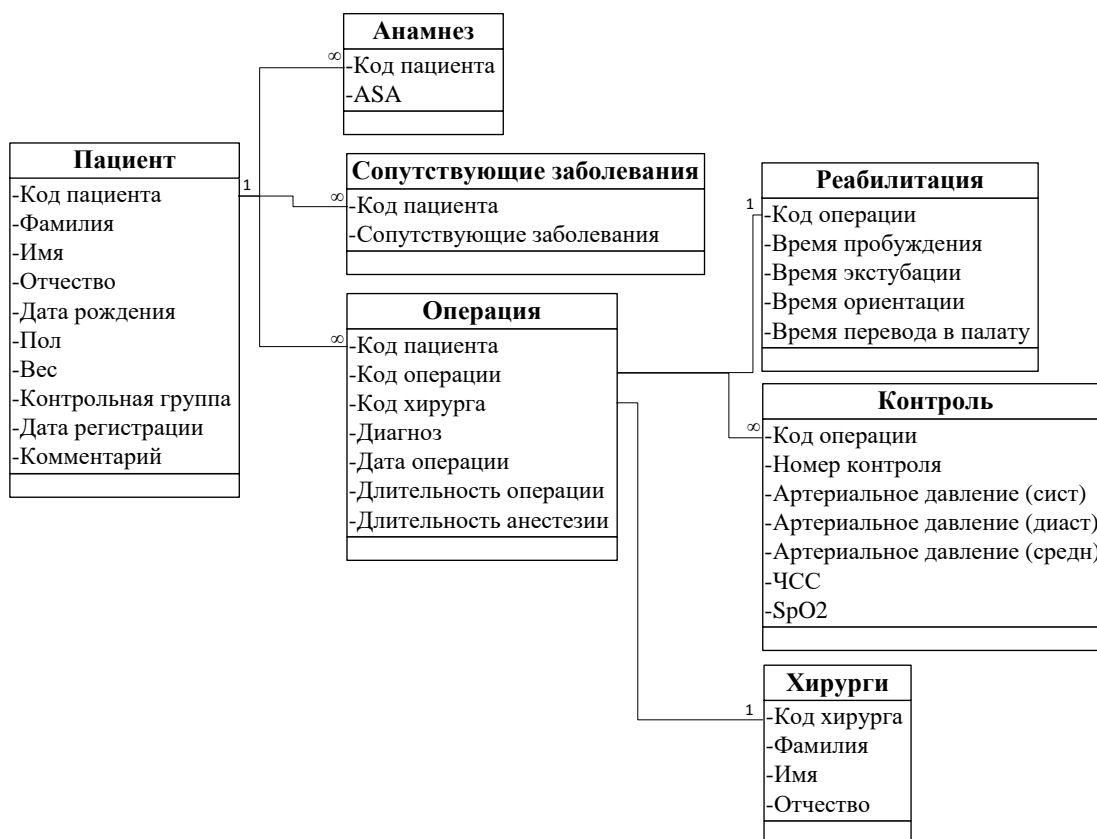 Анамнез
∞
-Код пациента
-ASA
Пациент
-Код пациента
-Фамилия
-Имя
-Отчество
-Дата рождения
-Пол
-Вес
-Контрольная группа
-Дата регистрации
-Комментарий
1
Сопутствующие заболевания
∞
-Код пациента
-Сопутствующие заболевания
Операция
∞
-Код пациента
-Код операции
-Код хирурга
-Диагноз
-Дата операции
-Длительность операции
-Длительность анестезии
Реабилитация
1
-Код операции
-Время пробуждения
-Время экстубации
-Время ориентации
-Время перевода в палату
Контроль
∞
-Код операции
-Номер контроля
-Артериальное давление (сист)
-Артериальное давление (диаст)
-Артериальное давление (средн)
-ЧСС
-SpO2
Хирурги
1
-Код хирурга
-Фамилия
-Имя
-Отчество